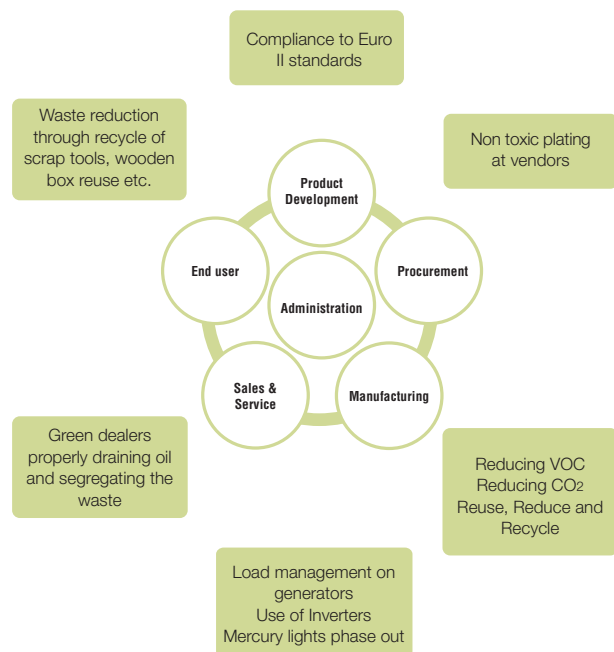 Compliance to Euro
II standards
Waste reduction
through recycle of
scrap tools, wooden
box reuse etc.
Non toxic plating
at vendors
Product
Development
End user
Procurement
Administration
Sales &
Service
Manufacturing
Green dealers
properly draining oil
and segregating the
waste
Reducing VOC
Reducing CO2
Reuse, Reduce and
Recycle
Load management on
generators
Use of Inverters
Mercury lights phase out